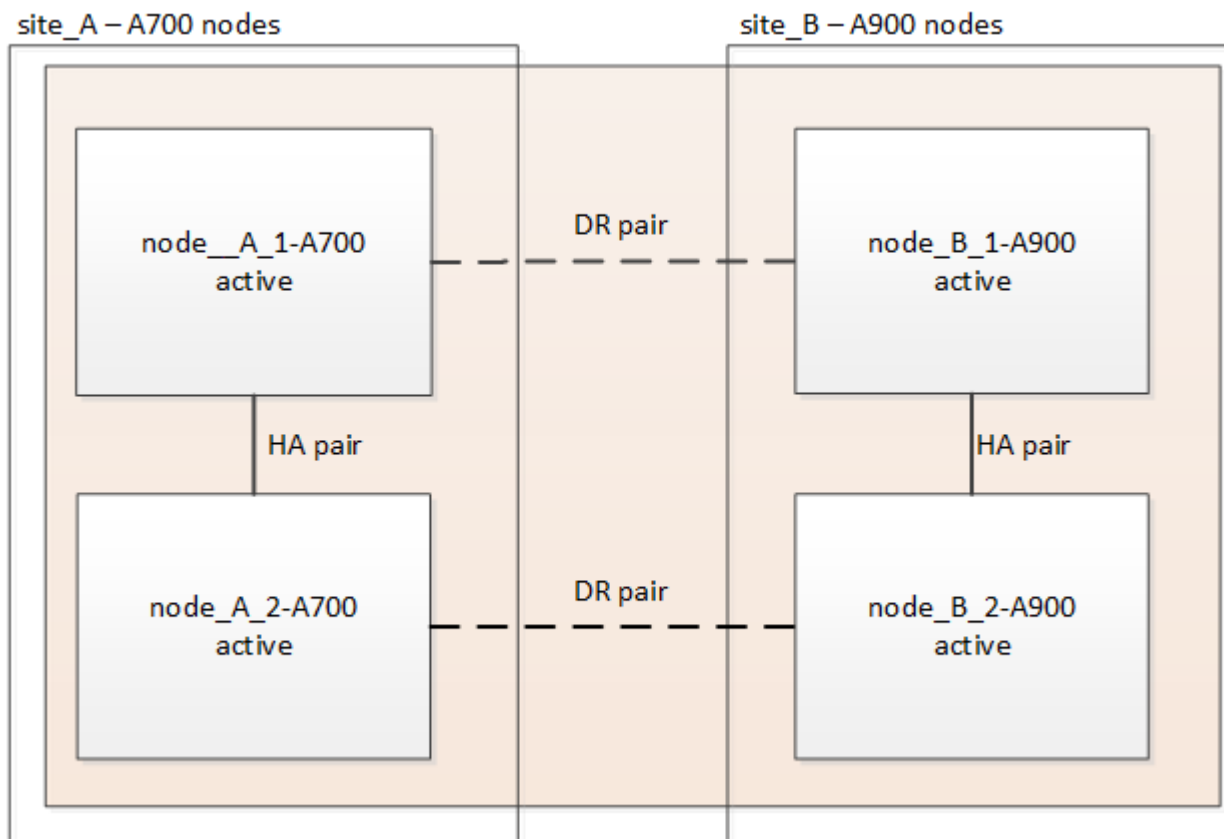 site_A – A700 nodes
site_B – A900 nodes
node__A_1-A700
active
DR pair
node_B_1-A900
active
HA pair
HA pair
node_A_2-A700
active
DR pair
node_B_2-A900
active